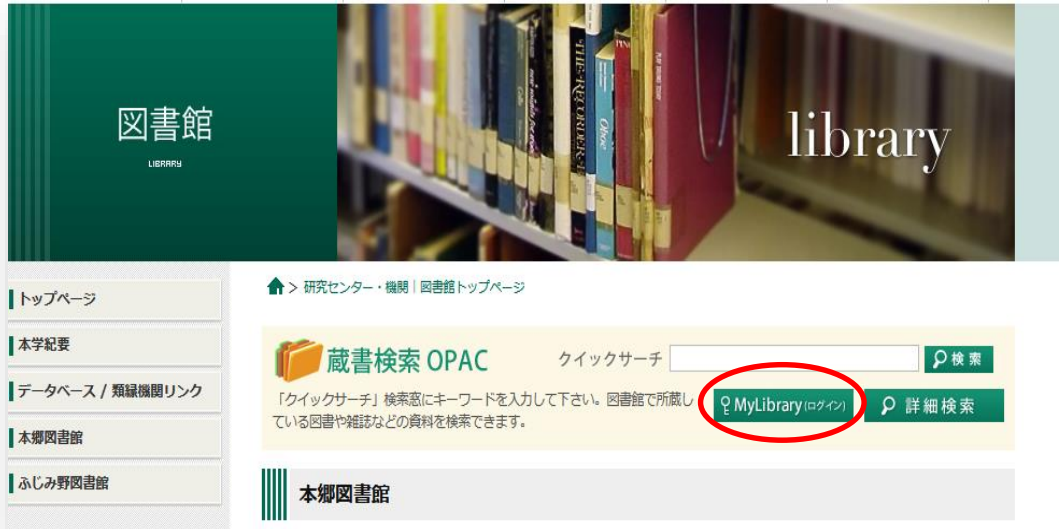 図書館
LIBRARY
library
THE RECORDER
Oboe
トップページ
本学紀要
データベース / 類縁機関リンク
本郷図書館
ふじみ野図書館
> 研究センター・機関 | 図書館トップページ
蔵書検索 OPAC
クイックサーチ
検索
「クイックサーチ」検索窓にキーワードを入力して下さい。図書館で所蔵し
ている図書や雑誌などの資料を検索できます。
MyLibrary(ログイン)
詳細検索
本郷図書館